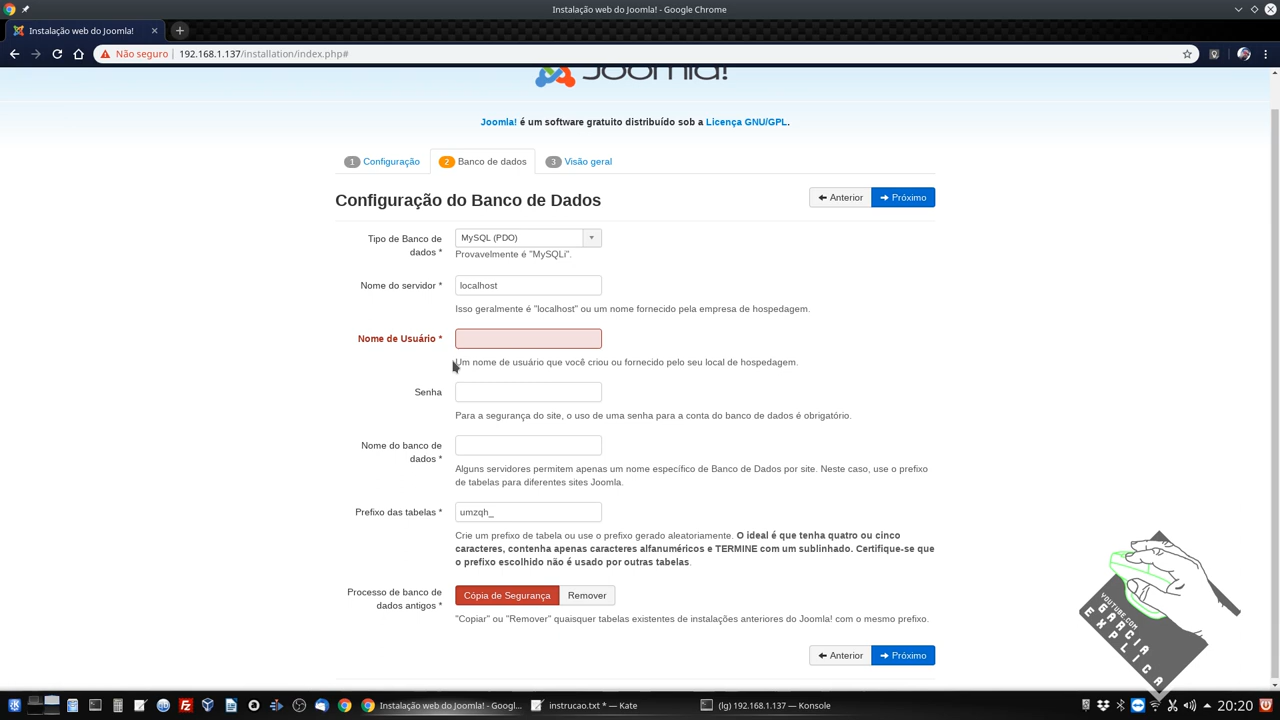 Instalação web do Joomla! - Google Chrome
Instalação web do Joomla!
Não seguro | 192.168.1.137/installation/index.php#
Joomla!
Joomla! é um software gratuito distribuído sob a Licença GNU/GPL.
1 Configuração
2 Banco de dados
3 Visão geral
Configuração do Banco de Dados
Anterior
Próximo
Tipo de Banco de
dados *
MySQL (PDO)
Provavelmente é "MySQLi".
Nome do servidor *
localhost
Isso geralmente é "localhost" ou um nome fornecido pela empresa de hospedagem.
Nome de Usuário *
Um nome de usuário que você criou ou fornecido pelo seu local de hospedagem.
Senha
Para a segurança do site, o uso de uma senha para a conta do banco de dados é obrigatório.
Nome do banco de
dados *
Alguns servidores permitem apenas um nome específico de Banco de Dados por site. Neste caso, use o prefixo
de tabelas para diferentes sites Joomla.
Prefixo das tabelas *
umzqh_
Crie um prefixo de tabela ou use o prefixo gerado aleatoriamente. O ideal é que tenha quatro ou cinco
caracteres, contenha apenas caracteres alfanuméricos e TERMINE com um sublinhado. Certifique-se que
o prefixo escolhido não é usado por outras tabelas.
Processo de banco de
dados antigos *
Cópia de Segurança
Remover
"Copiar" ou "Remover" quaisquer tabelas existentes de instalações anteriores do Joomla! com o mesmo prefixo.
Anterior
Próximo
YOUTUBE.COM
EGARCIA
EXPLICA
Instalação web do Joomla! - Googl...
instrucao.txt * — Kate
(lg) 192.168.1.137 — Konsole
20:20